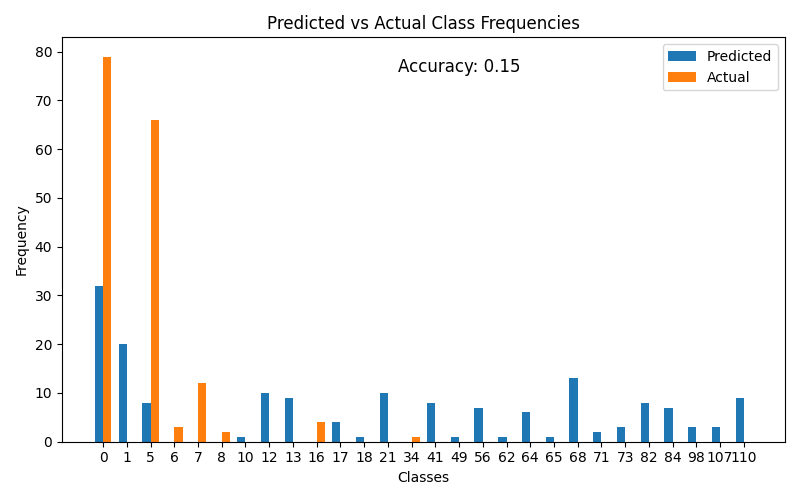 Predicted vs Actual Class Frequencies
Accuracy: 0.15
Predicted
Actual
Frequency
80
70
60
50
40
30
20
10
0
0 1 5 6 7 8 10 12 13 16 17 18 21 34 41 49 56 62 64 65 68 71 73 82 84 98 107 110
Classes